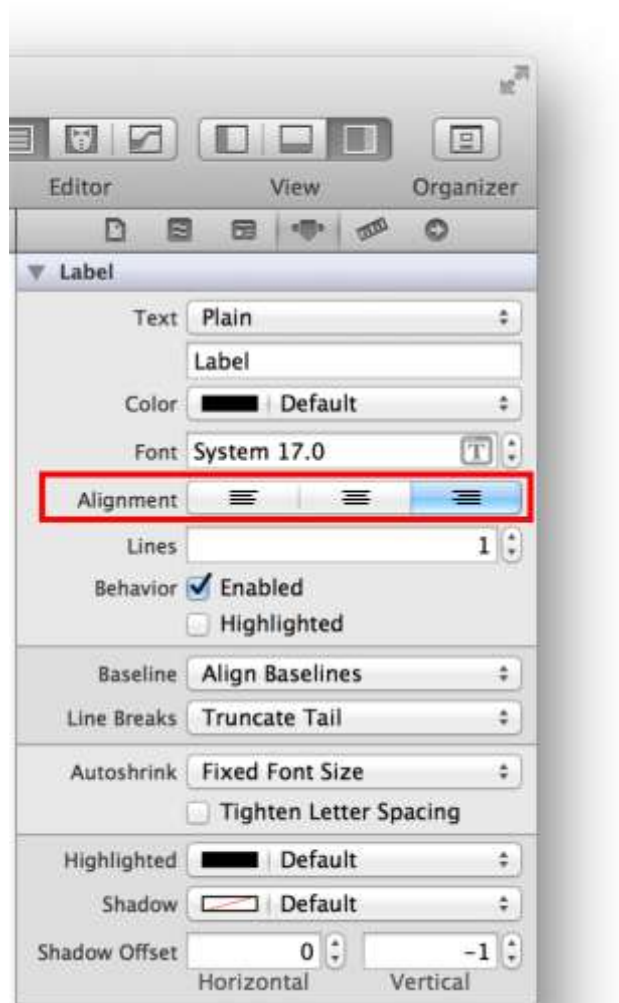 Editor View Organizer
Label
Text Plain
Label
Color Default
Font System 17.0 T
Alignment
Lines 1
Behavior Enabled
Highlighted
Baseline Align Baselines
Line Breaks Truncate Tail
Autoshrink Fixed Font Size
Tighten Letter Spacing
Highlighted Default
Shadow Default
Shadow Offset 0 -1
Horizontal Vertical